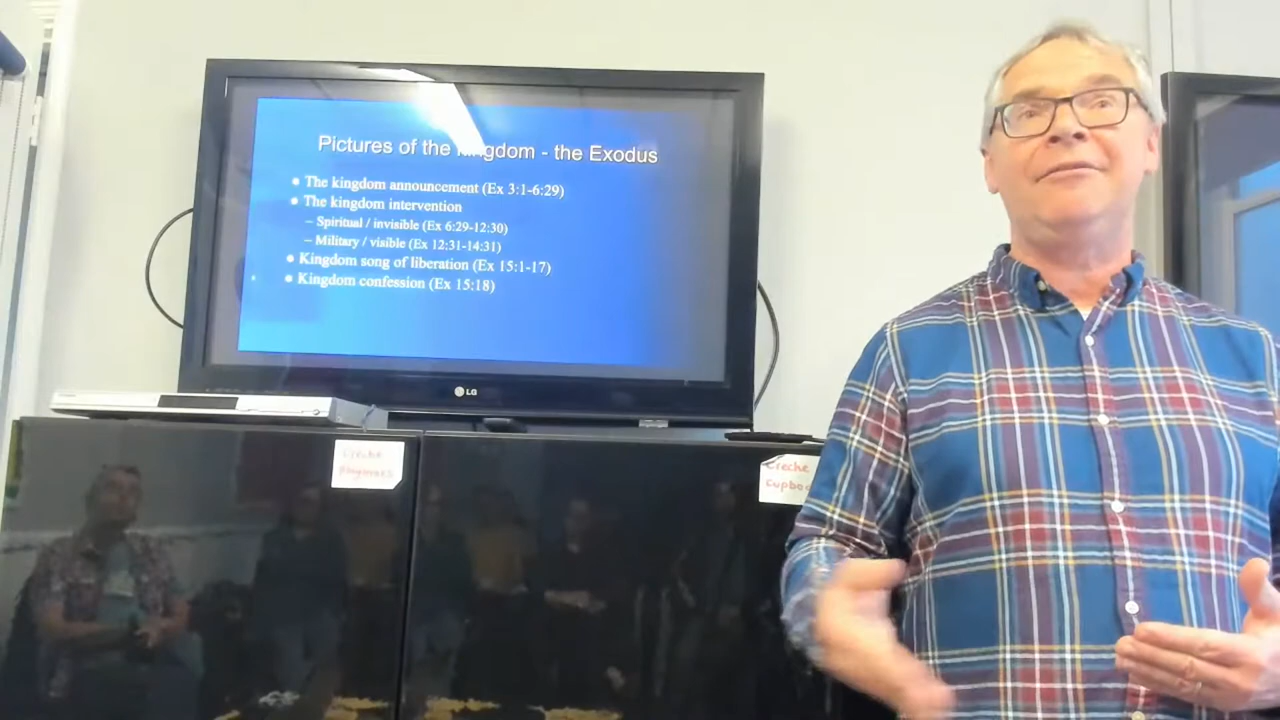 Pictures of the kingdom - the Exodus
The kingdom announcement (Ex 3:1-6:29)
The kingdom intervention
– Spiritual / invisible (Ex 6:29-12:30)
– Military / visible (Ex 12:31-14:31)
Kingdom song of liberation (Ex 15:1-17)
Kingdom confession (Ex 15:18)
LG
Creche
Creche